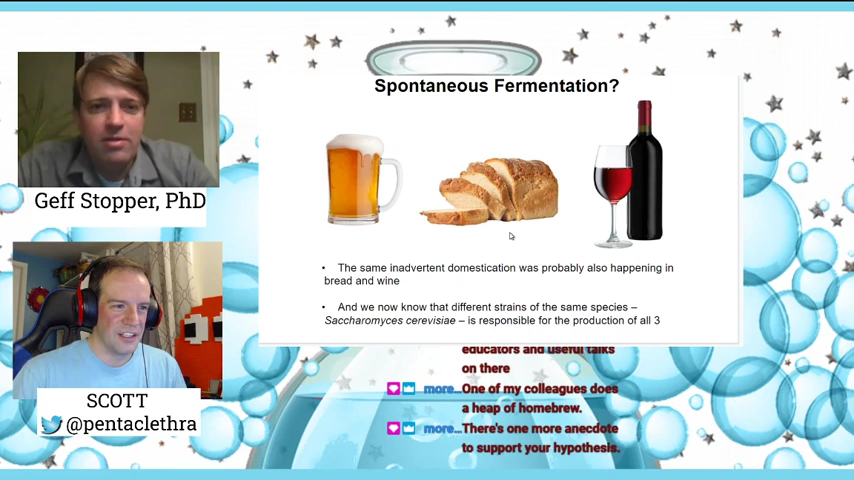 Spontaneous Fermentation?
Geff Stopper, PhD
• The same inadvertent domestication was probably also happening in
bread and wine
• And we now know that different strains of the same species –
Saccharomyces cerevisiae – is responsible for the production of all 3
SCOTT
@pentaclethra
educators and useful talks
on there
more...One of my colleagues does
a heap of homebrew.
more...There's one more anecdote
to support your hypothesis.